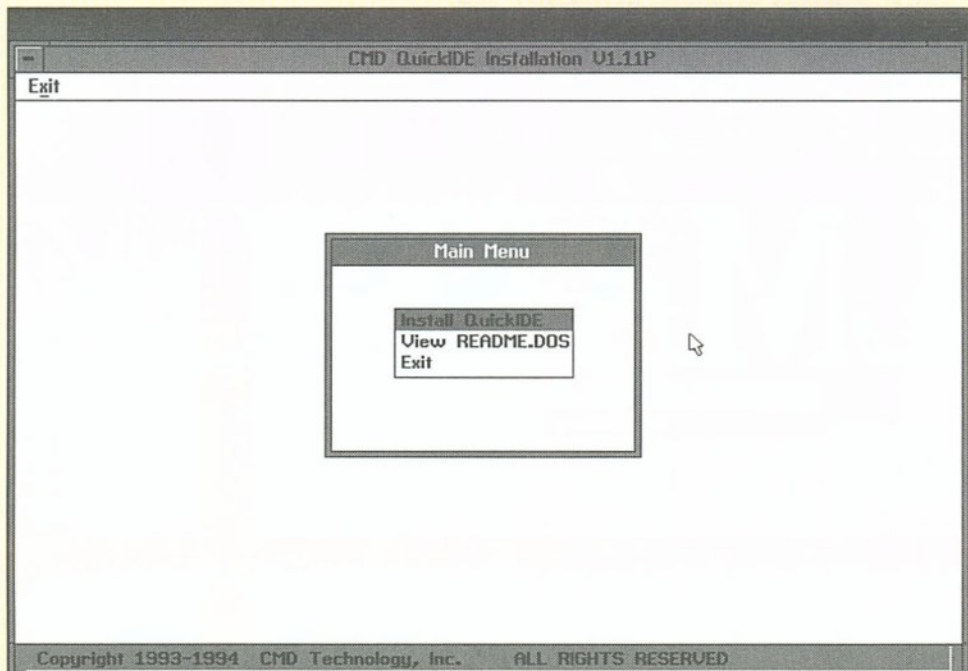 CMD QuickIDE Installation V1.11P
Exit
Main Menu
Install QuickIDE
View README.DOS
Exit
Copyright 1993-1994 CMD Technology, Inc. ALL RIGHTS RESERVED